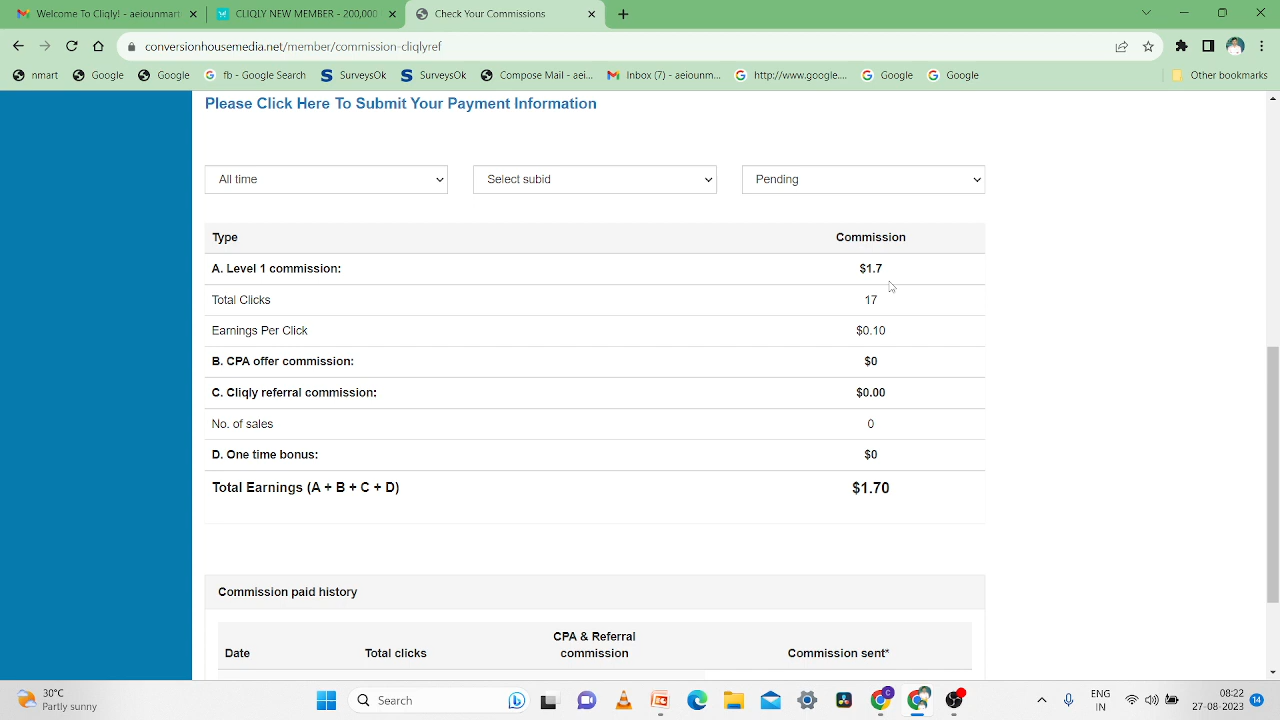 Welcome To Cliqly! - aeiounmart
CLIQLY NEW MEMBER - 200,000
Check Your Commissions
conversionhousemedia.net/member/commission-cliqlyref
nmart Google Google fb - Google Search SurveysOk SurveysOk Compose Mail - aei... Inbox (7) - aeiounm... http://www.google.... Google Google Other bookmarks
Please Click Here To Submit Your Payment Information
All time Select subid Pending
Type Commission
A. Level 1 commission: $1.7
Total Clicks 17
Earnings Per Click $0.10
B. CPA offer commission: $0
C. Cliqly referral commission: $0.00
No. of sales 0
D. One time bonus: $0
Total Earnings (A + B + C + D) $1.70
Commission paid history
Date Total clicks CPA & Referral commission Commission sent*
30°C
Partly sunny
Search
ENG
IN
08:22
27-08-2023
14